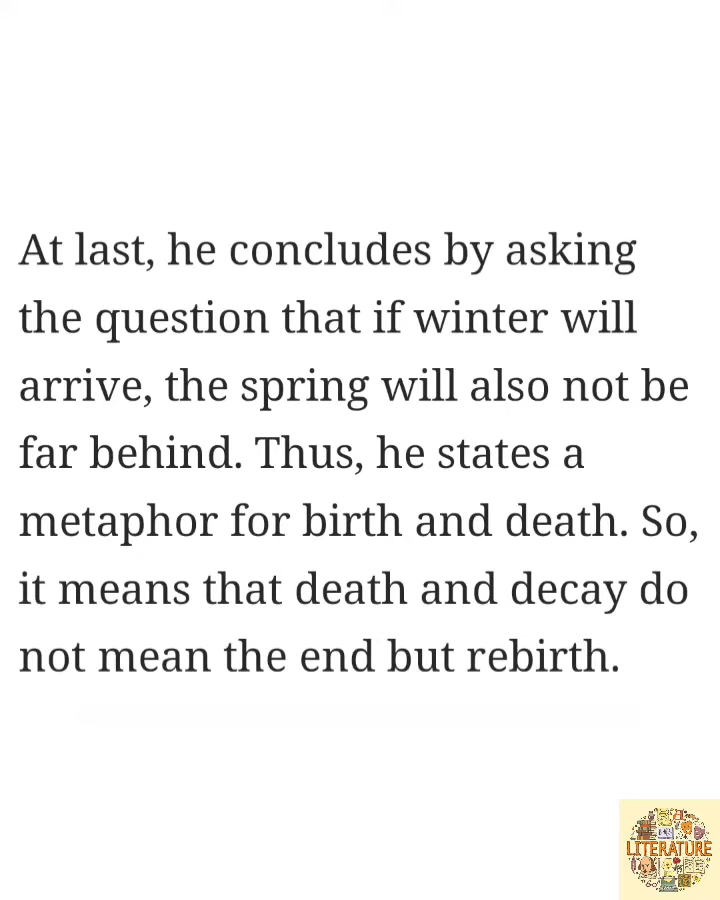 At last, he concludes by asking
the question that if winter will
arrive, the spring will also not be
far behind. Thus, he states a
metaphor for birth and death. So,
it means that death and decay do
not mean the end but rebirth.
LITERATURE